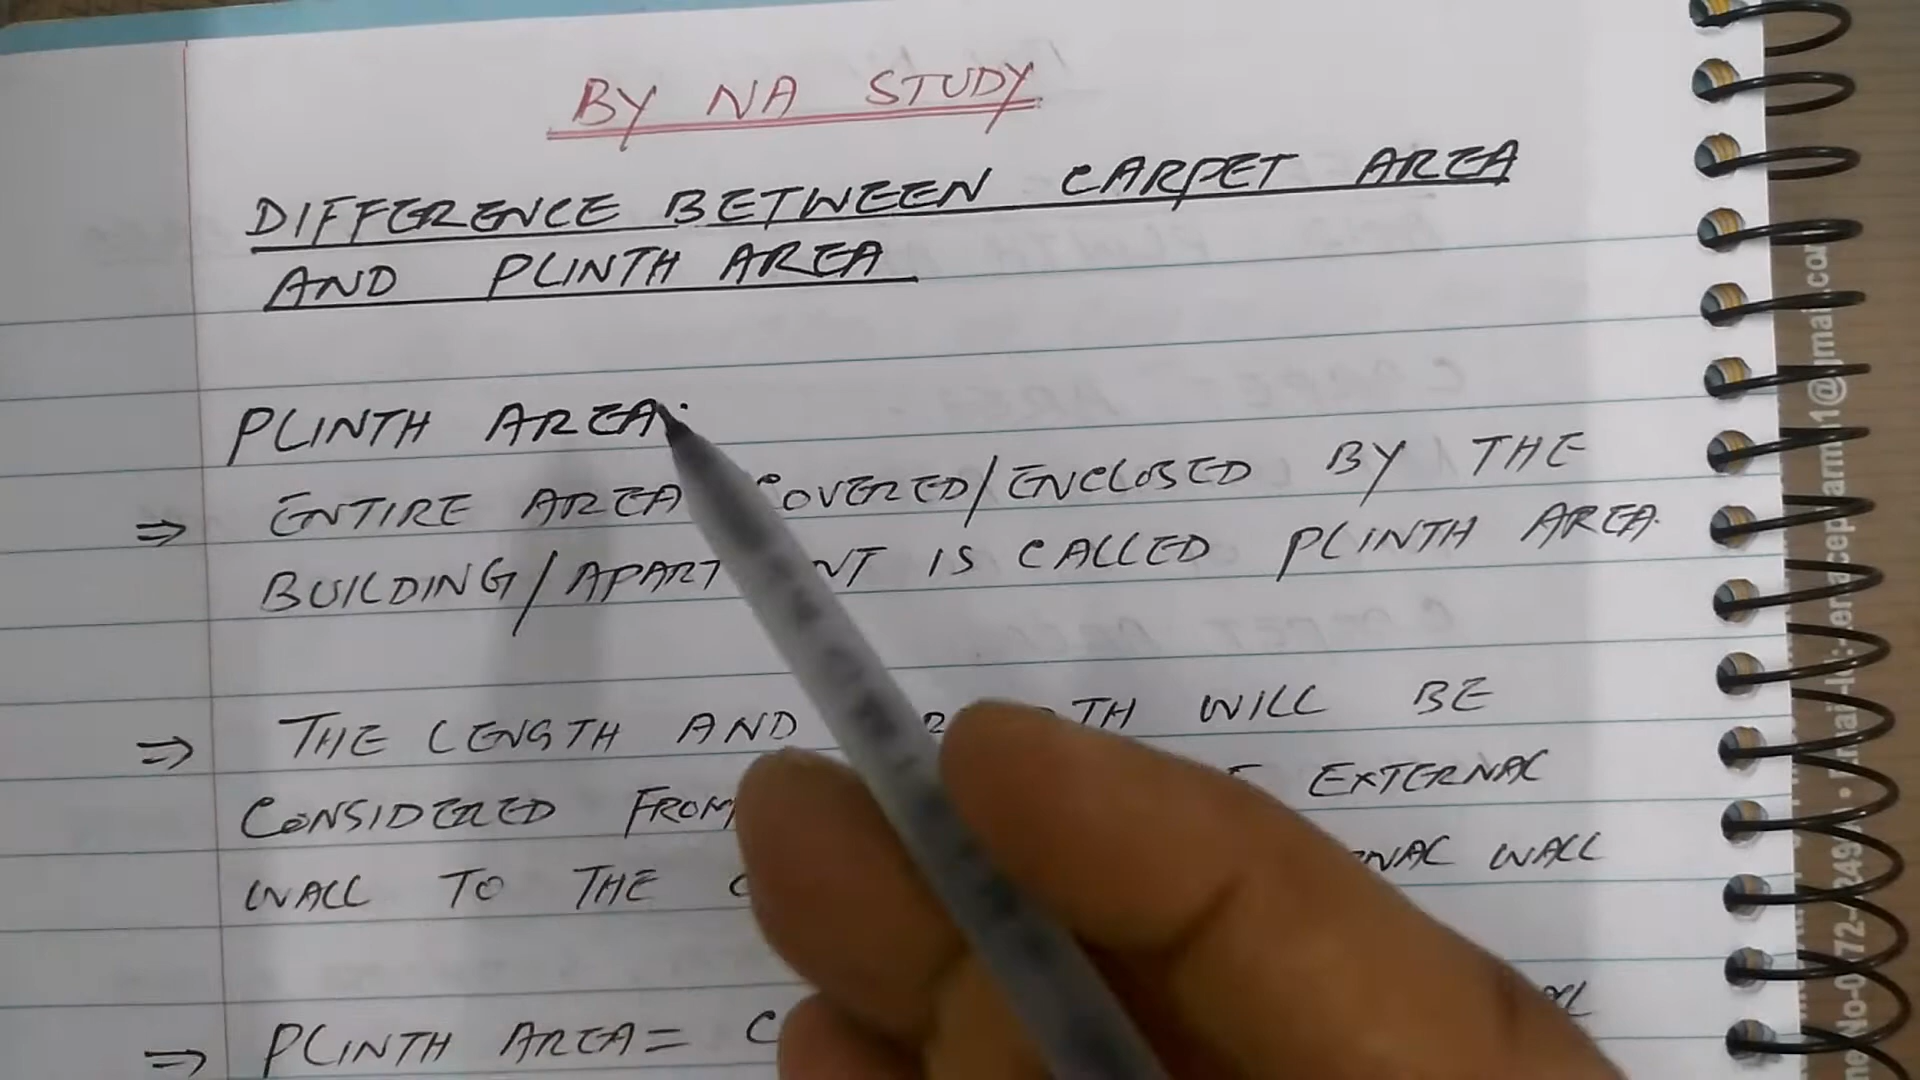 BY NA STUDY
DIFFERENCE BETWEEN CARPET AREA
AND PLINTH AREA
PLINTH AREA:
⇒ ENTIRE AREA COVERED/ENCLOSED BY THE
BUILDING/APART NT IS CALLED PLINTH AREA.
⇒ THE LENGTH AND TH WILL BE
CONSIDERED FROM EXTERNAL
WALL TO THE WALL
⇒ PLINTH AREA = C